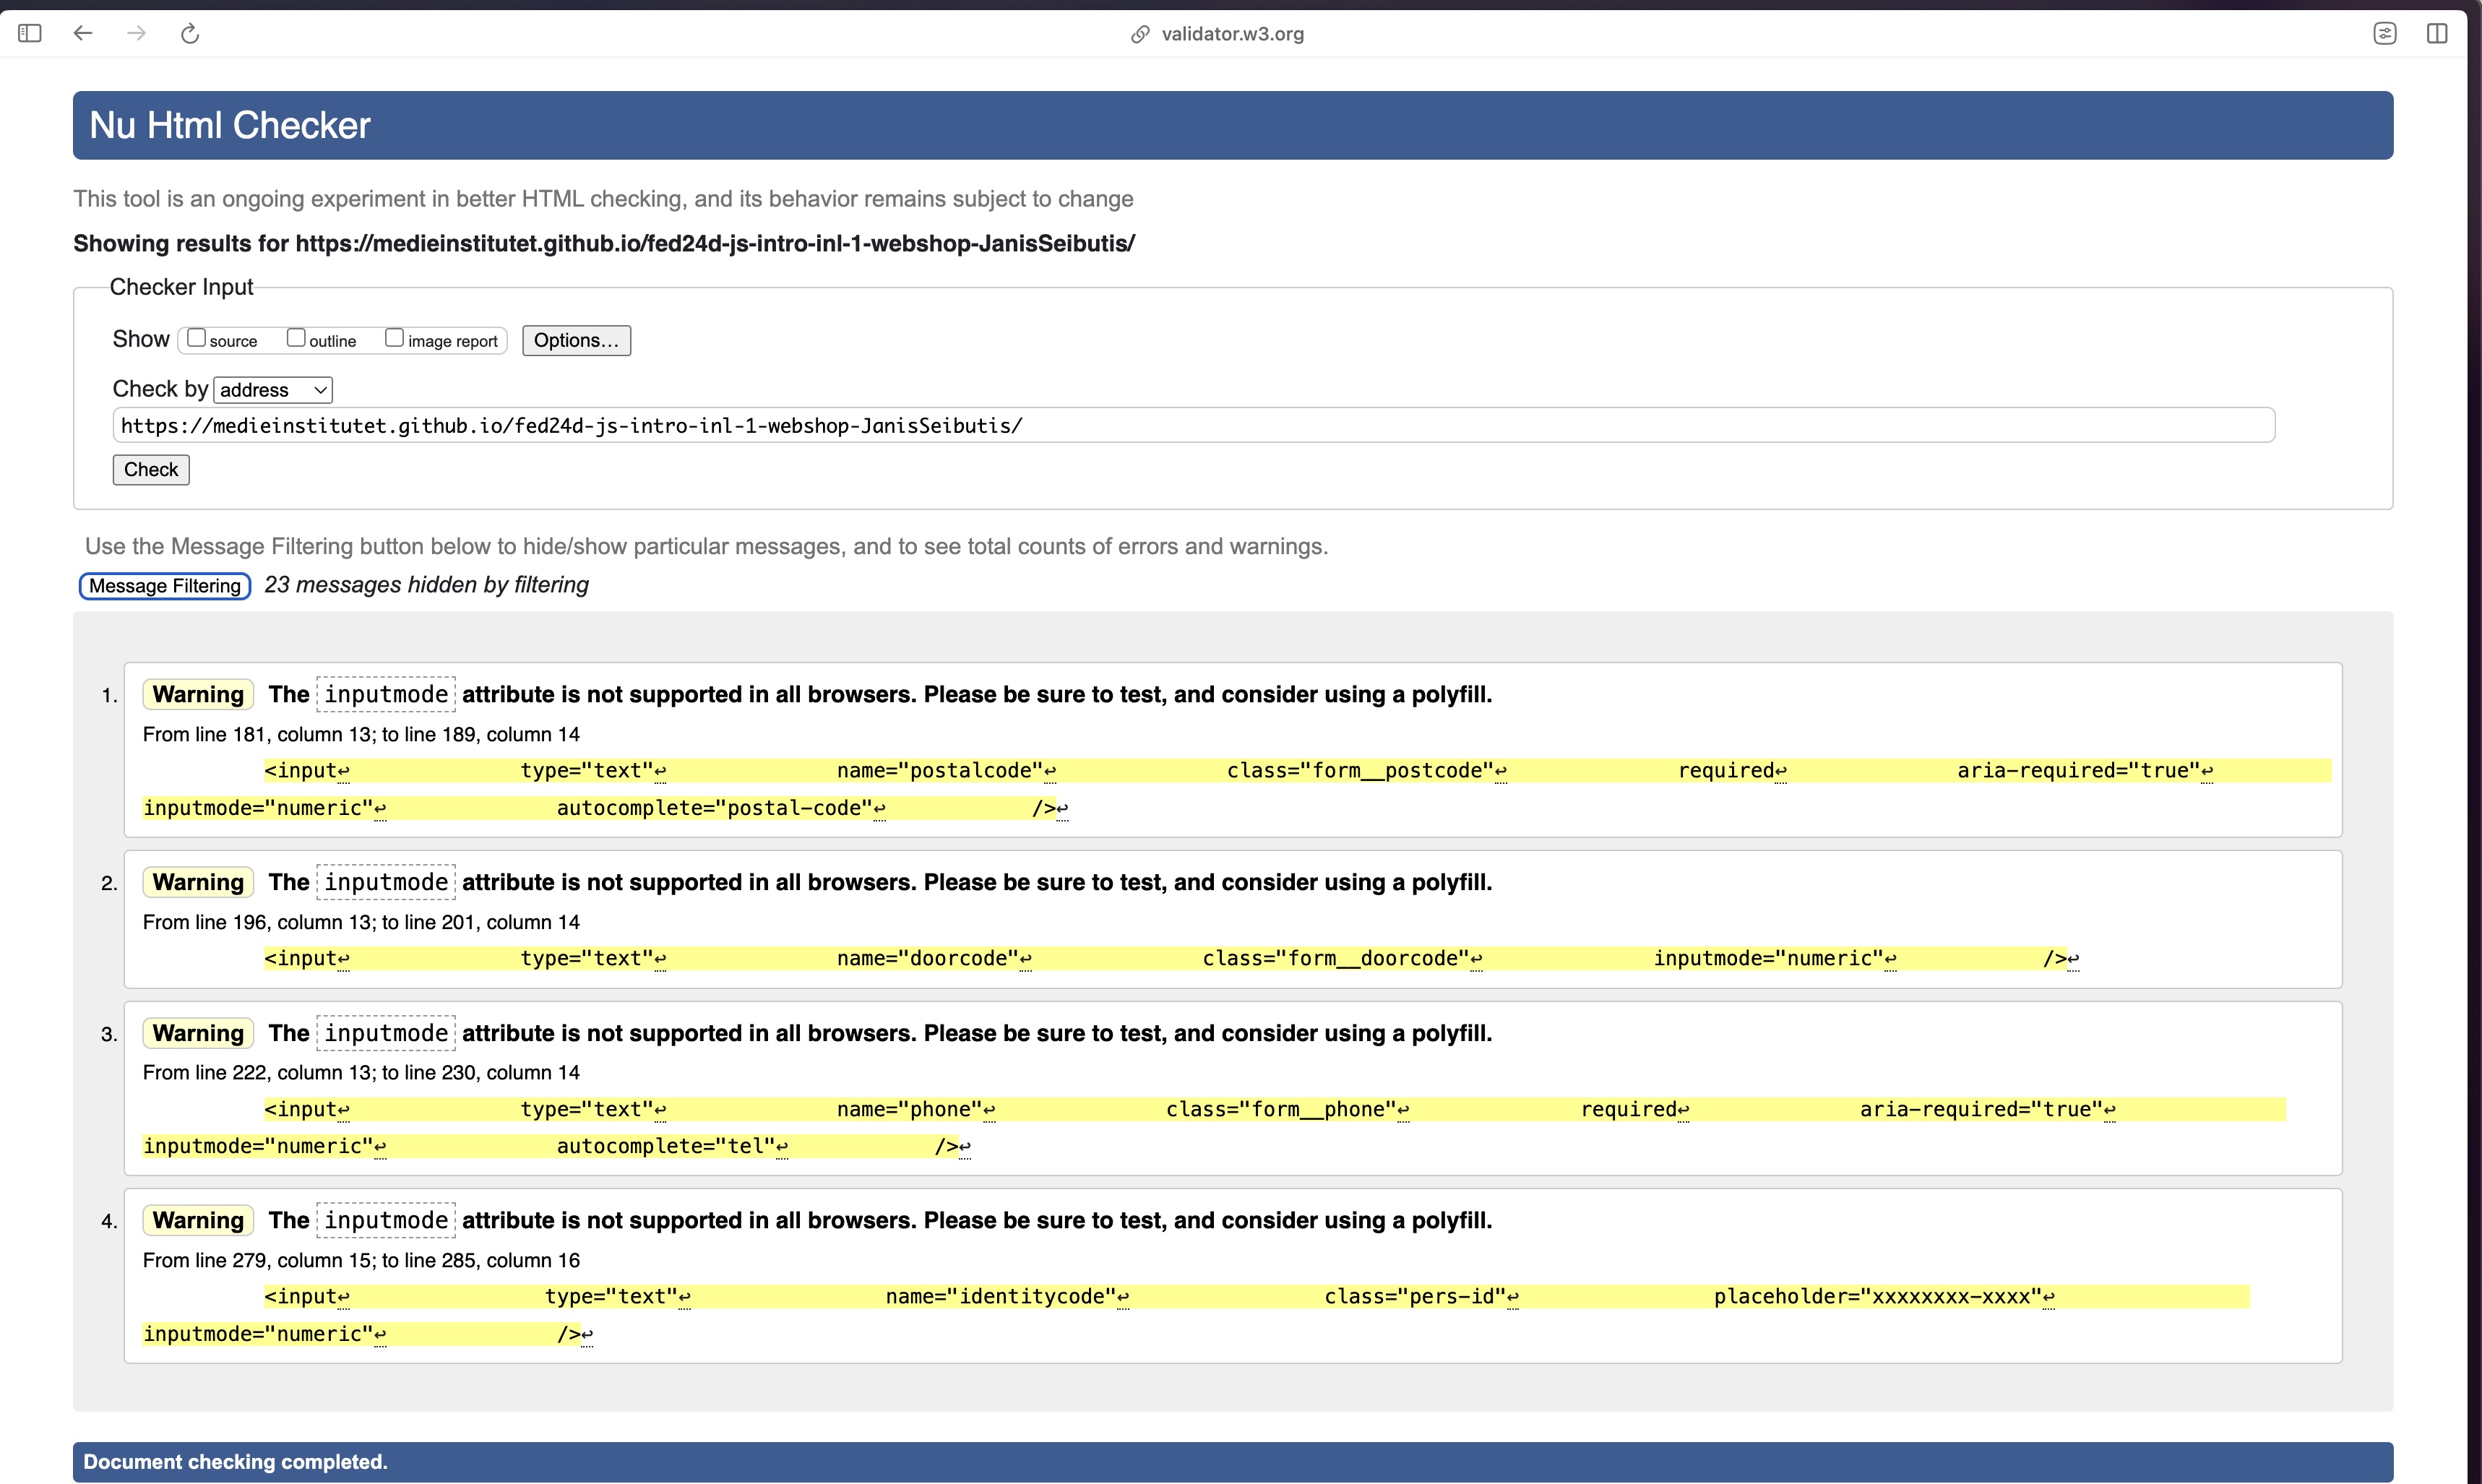 validator.w3.org
Nu Html Checker
This tool is an ongoing experiment in better HTML checking, and its behavior remains subject to change
Showing results for https://medieinstitutet.github.io/fed24d-js-intro-inl-1-webshop-JanisSeibutis/
Checker Input
Show source outline image report Options…
Check by address
https://medieinstitutet.github.io/fed24d-js-intro-inl-1-webshop-JanisSeibutis/
Check
Use the Message Filtering button below to hide/show particular messages, and to see total counts of errors and warnings.
Message Filtering 23 messages hidden by filtering
1. Warning The inputmode attribute is not supported in all browsers. Please be sure to test, and consider using a polyfill.
From line 181, column 13; to line 189, column 14
<input↩ type="text"↩ name="postalcode"↩ class="form__postcode"↩ required↩ aria-required="true"↩
inputmode="numeric"↩ autocomplete="postal-code"↩ />↩
2. Warning The inputmode attribute is not supported in all browsers. Please be sure to test, and consider using a polyfill.
From line 196, column 13; to line 201, column 14
<input↩ type="text"↩ name="doorcode"↩ class="form__doorcode"↩ inputmode="numeric"↩ />↩
3. Warning The inputmode attribute is not supported in all browsers. Please be sure to test, and consider using a polyfill.
From line 222, column 13; to line 230, column 14
<input↩ type="text"↩ name="phone"↩ class="form__phone"↩ required↩ aria-required="true"↩
inputmode="numeric"↩ autocomplete="tel"↩ />↩
4. Warning The inputmode attribute is not supported in all browsers. Please be sure to test, and consider using a polyfill.
From line 279, column 15; to line 285, column 16
<input↩ type="text"↩ name="identitycode"↩ class="pers-id"↩ placeholder="xxxxxxxx-xxxx"↩
inputmode="numeric"↩ />↩
Document checking completed.